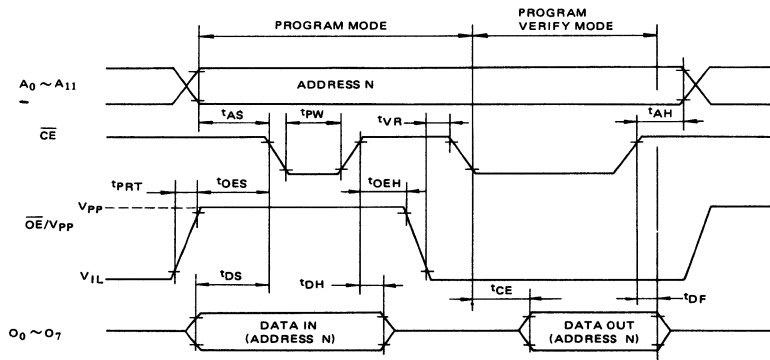 PROGRAM MODE
PROGRAM
VERIFY MODE
A0 ~ A11
ADDRESS N
tAS
tPW
tVR
tAH
CE
tPRT
tOES
tOEH
VPP
OE/VPP
VIL
tDS
tDH
tCE
tDF
O0 ~ O7
DATA IN
(ADDRESS N)
DATA OUT
(ADDRESS N)